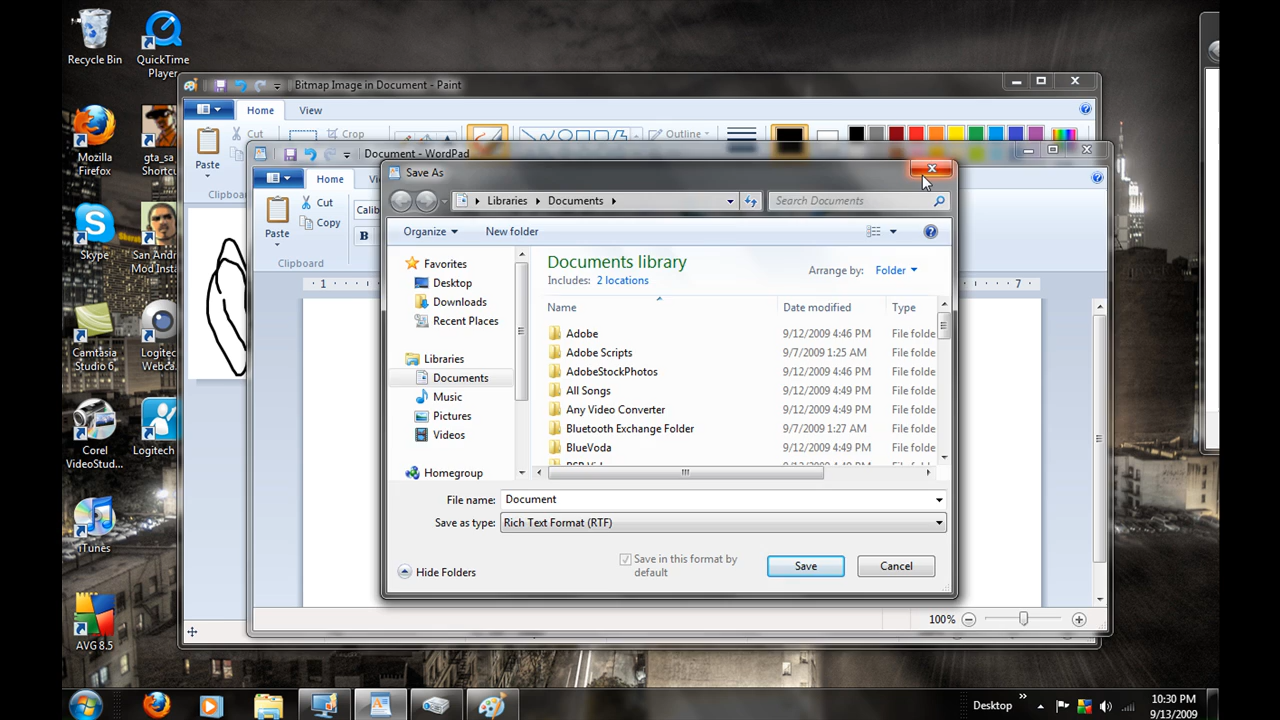 Recycle Bin
QuickTime
Player
Mozilla
Firefox
gta_sa
Shortcu
Skype
San Andr
Mod Insta
Camtasia
Studio 6
Logitec
Webca
Corel
VideoStud...
Logitech
iTunes
AVG 8.5
Bitmap Image in Document - Paint
Home
View
Paste
Cut
Crop
Outline
Clipboa
Document - WordPad
Home
Vi
Paste
Cut
Copy
Calib
B
Clipboard
1
7
Save As
Libraries
Documents
Search Documents
Organize
New folder
Favorites
Desktop
Downloads
Recent Places
Libraries
Documents
Music
Pictures
Videos
Homegroup
Documents library
Includes: 2 locations
Arrange by: Folder
Name Date modified Type
Adobe 9/12/2009 4:46 PM File folde
Adobe Scripts 9/7/2009 1:25 AM File folde
AdobeStockPhotos 9/12/2009 4:46 PM File folde
All Songs 9/12/2009 4:49 PM File folde
Any Video Converter 9/12/2009 4:49 PM File folde
Bluetooth Exchange Folder 9/7/2009 1:27 AM File folde
BlueVoda 9/12/2009 4:49 PM File folde
File name: Document
Save as type: Rich Text Format (RTF)
Hide Folders
Save in this format by
default
Save
Cancel
100%
Desktop
10:30 PM
9/13/2009